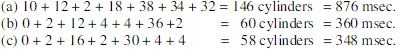 (a) 10 + 12 + 2 + 18 + 38 + 34 + 32 = 146 cylinders = 876 msec.
(b) 0 + 2 + 12 + 4 + 4 + 36 +2 = 60 cylinders = 360 msec.
(c) 0 + 2 + 16 + 2 + 30 + 4 + 4 = 58 cylinders = 348 msec.